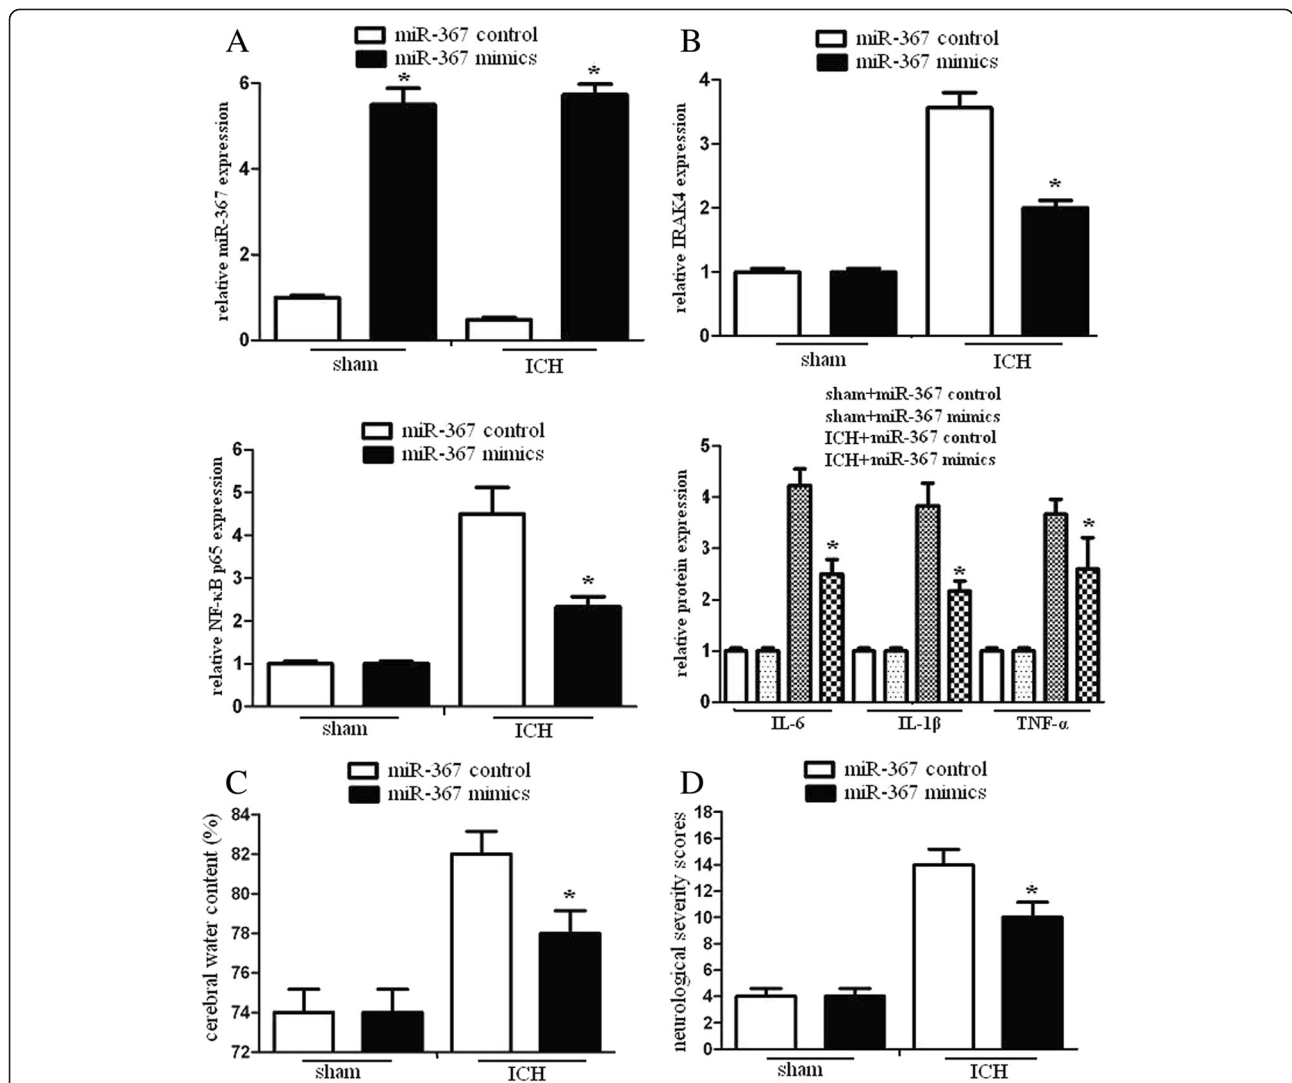 A
miR-367 control
miR-367 mimics
relative miR-367 expression
6
4
2
0
*
*
sham
ICH
B
miR-367 control
miR-367 mimics
relative IRAK4 expression
4
3
2
1
0
*
sham
ICH
miR-367 control
miR-367 mimics
relative NF-κB p65 expression
6
5
4
3
2
1
0
*
sham
ICH
sham+miR-367 control
sham+miR-367 mimics
ICH+miR-367 control
ICH+miR-367 mimics
relative protein expression
5
4
3
2
1
0
*
*
*
IL-6
IL-1β
TNF-α
C
miR-367 control
miR-367 mimics
cerebral water content (%)
84
82
80
78
76
74
72
*
sham
ICH
D
miR-367 control
miR-367 mimics
neurological severity scores
18
16
14
12
10
8
6
4
2
0
*
sham
ICH